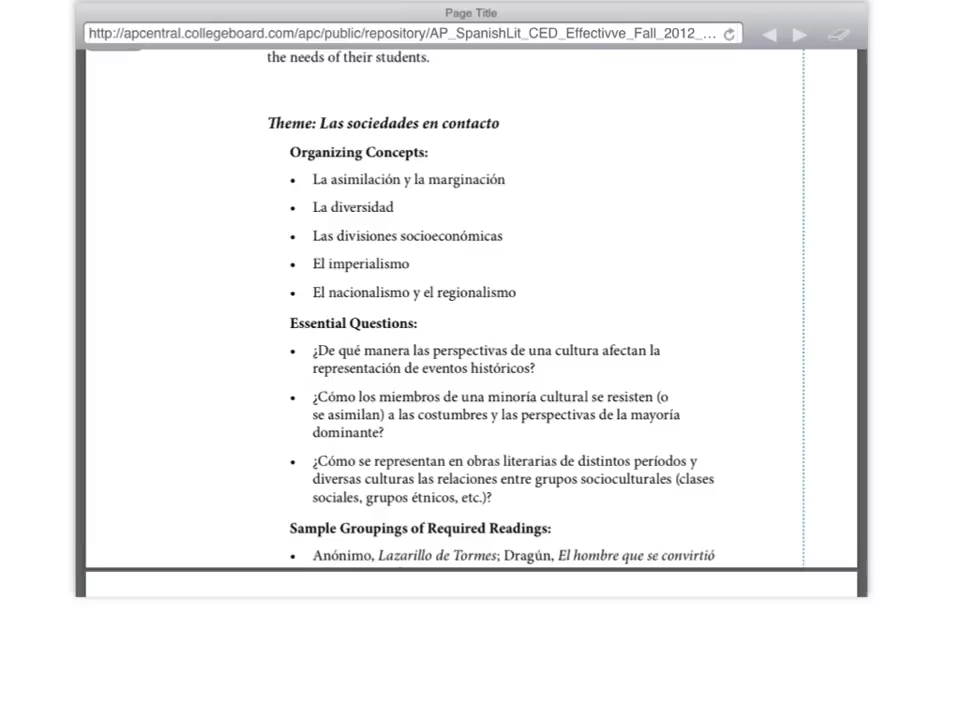 Page Title
http://apcentral.collegeboard.com/apc/public/repository/AP_SpanishLit_CED_Effectivve_Fall_2012_...
the needs of their students.
Theme: Las sociedades en contacto
Organizing Concepts:
• La asimilación y la marginación
• La diversidad
• Las divisiones socioeconómicas
• El imperialismo
• El nacionalismo y el regionalismo
Essential Questions:
• ¿De qué manera las perspectivas de una cultura afectan la
representación de eventos históricos?
• ¿Cómo los miembros de una minoría cultural se resisten (o
se asimilan) a las costumbres y las perspectivas de la mayoría
dominante?
• ¿Cómo se representan en obras literarias de distintos períodos y
diversas culturas las relaciones entre grupos socioculturales (clases
sociales, grupos étnicos, etc.)?
Sample Groupings of Required Readings:
• Anónimo, Lazarillo de Tormes; Dragún, El hombre que se convirtió